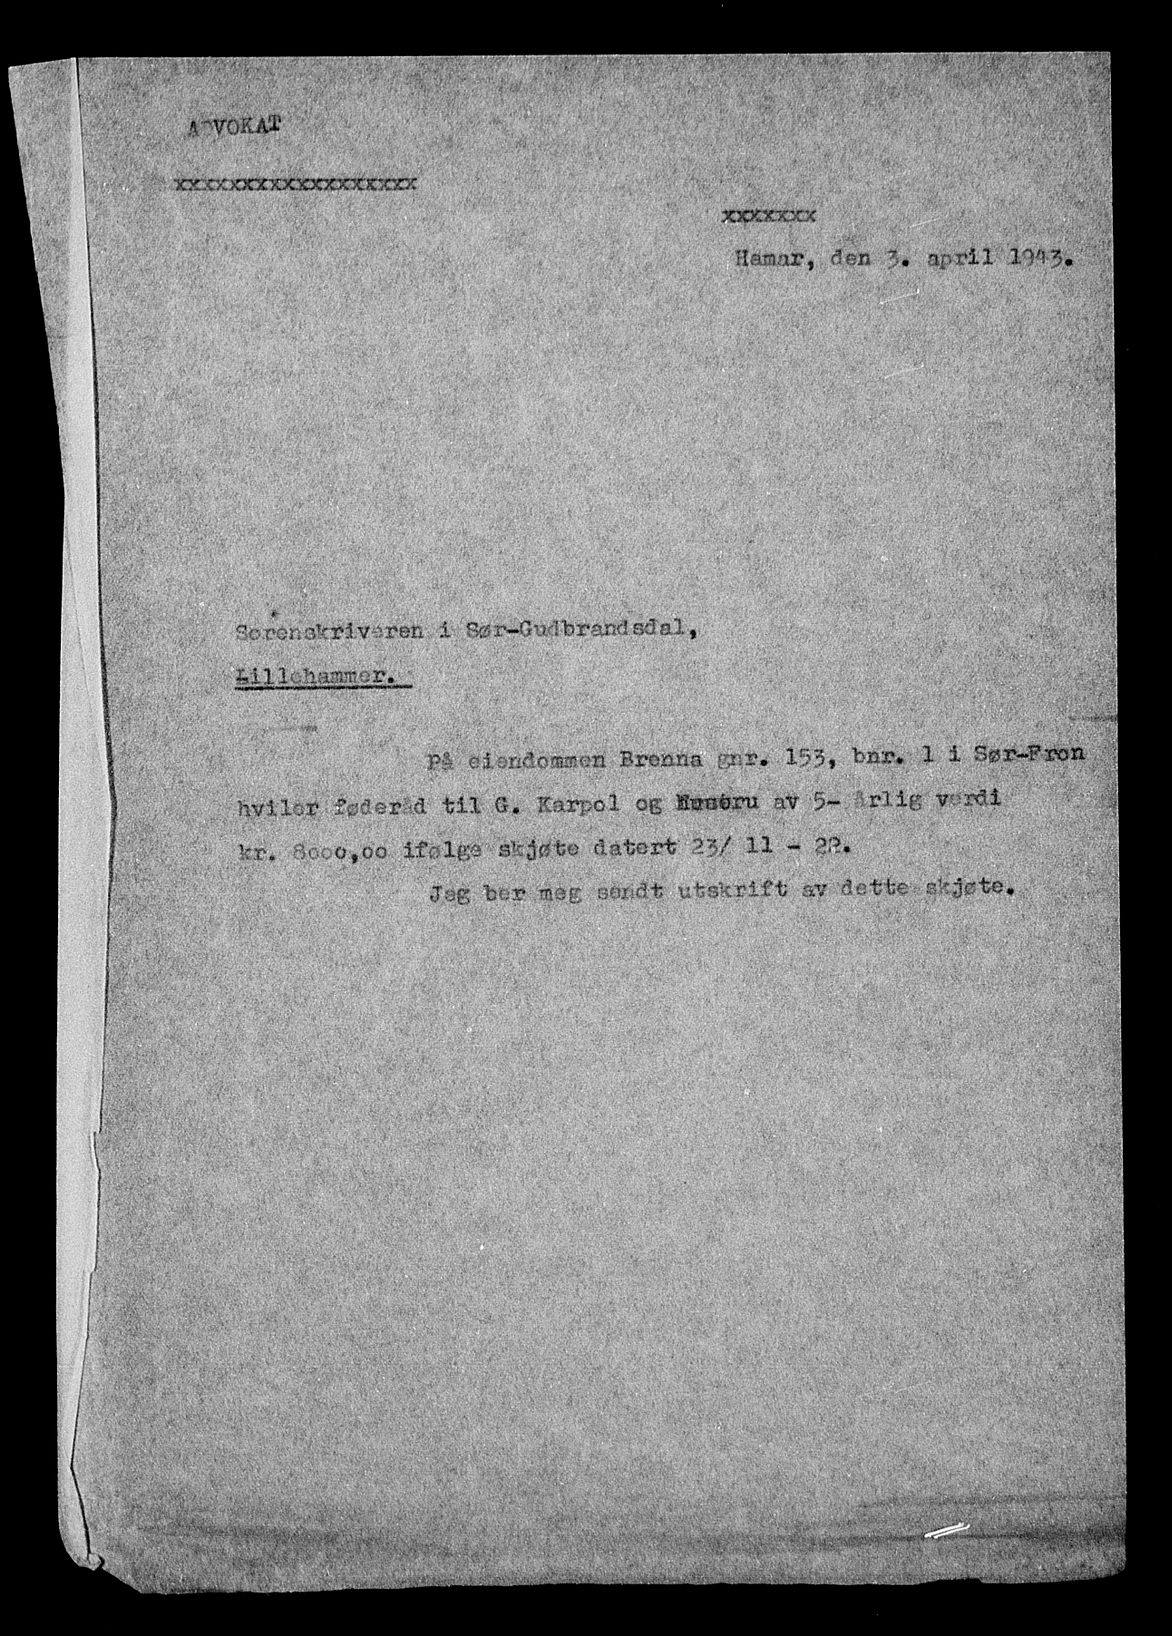 ADVOKAT
xxxxxxxxxxxxxxxxxx
xxxxxxx
Hamar, den 3. april 1943.
Sorenskriveren i Sør-Gudbrandsdal,
Lillehammer.
På eiendommen Brenna gnr. 153, bnr. 1 i Sør-Fron
hviler føderåd til G. Karpol og Hustru av 5- årlig verdi
kr. 8000,00 ifølge skjøte datert 23/ 11 - 22.
Jeg ber meg sendt utskrift av dette skjøte.